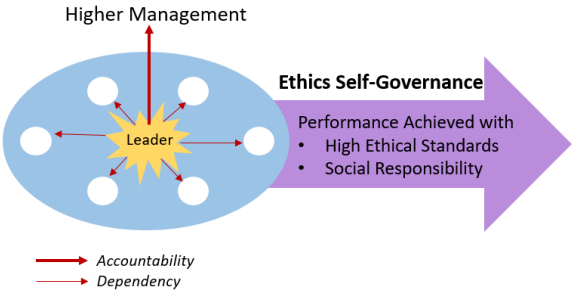 Higher Management
Leader
Ethics Self-Governance
Performance Achieved with
• High Ethical Standards
• Social Responsibility
Accountability
Dependency